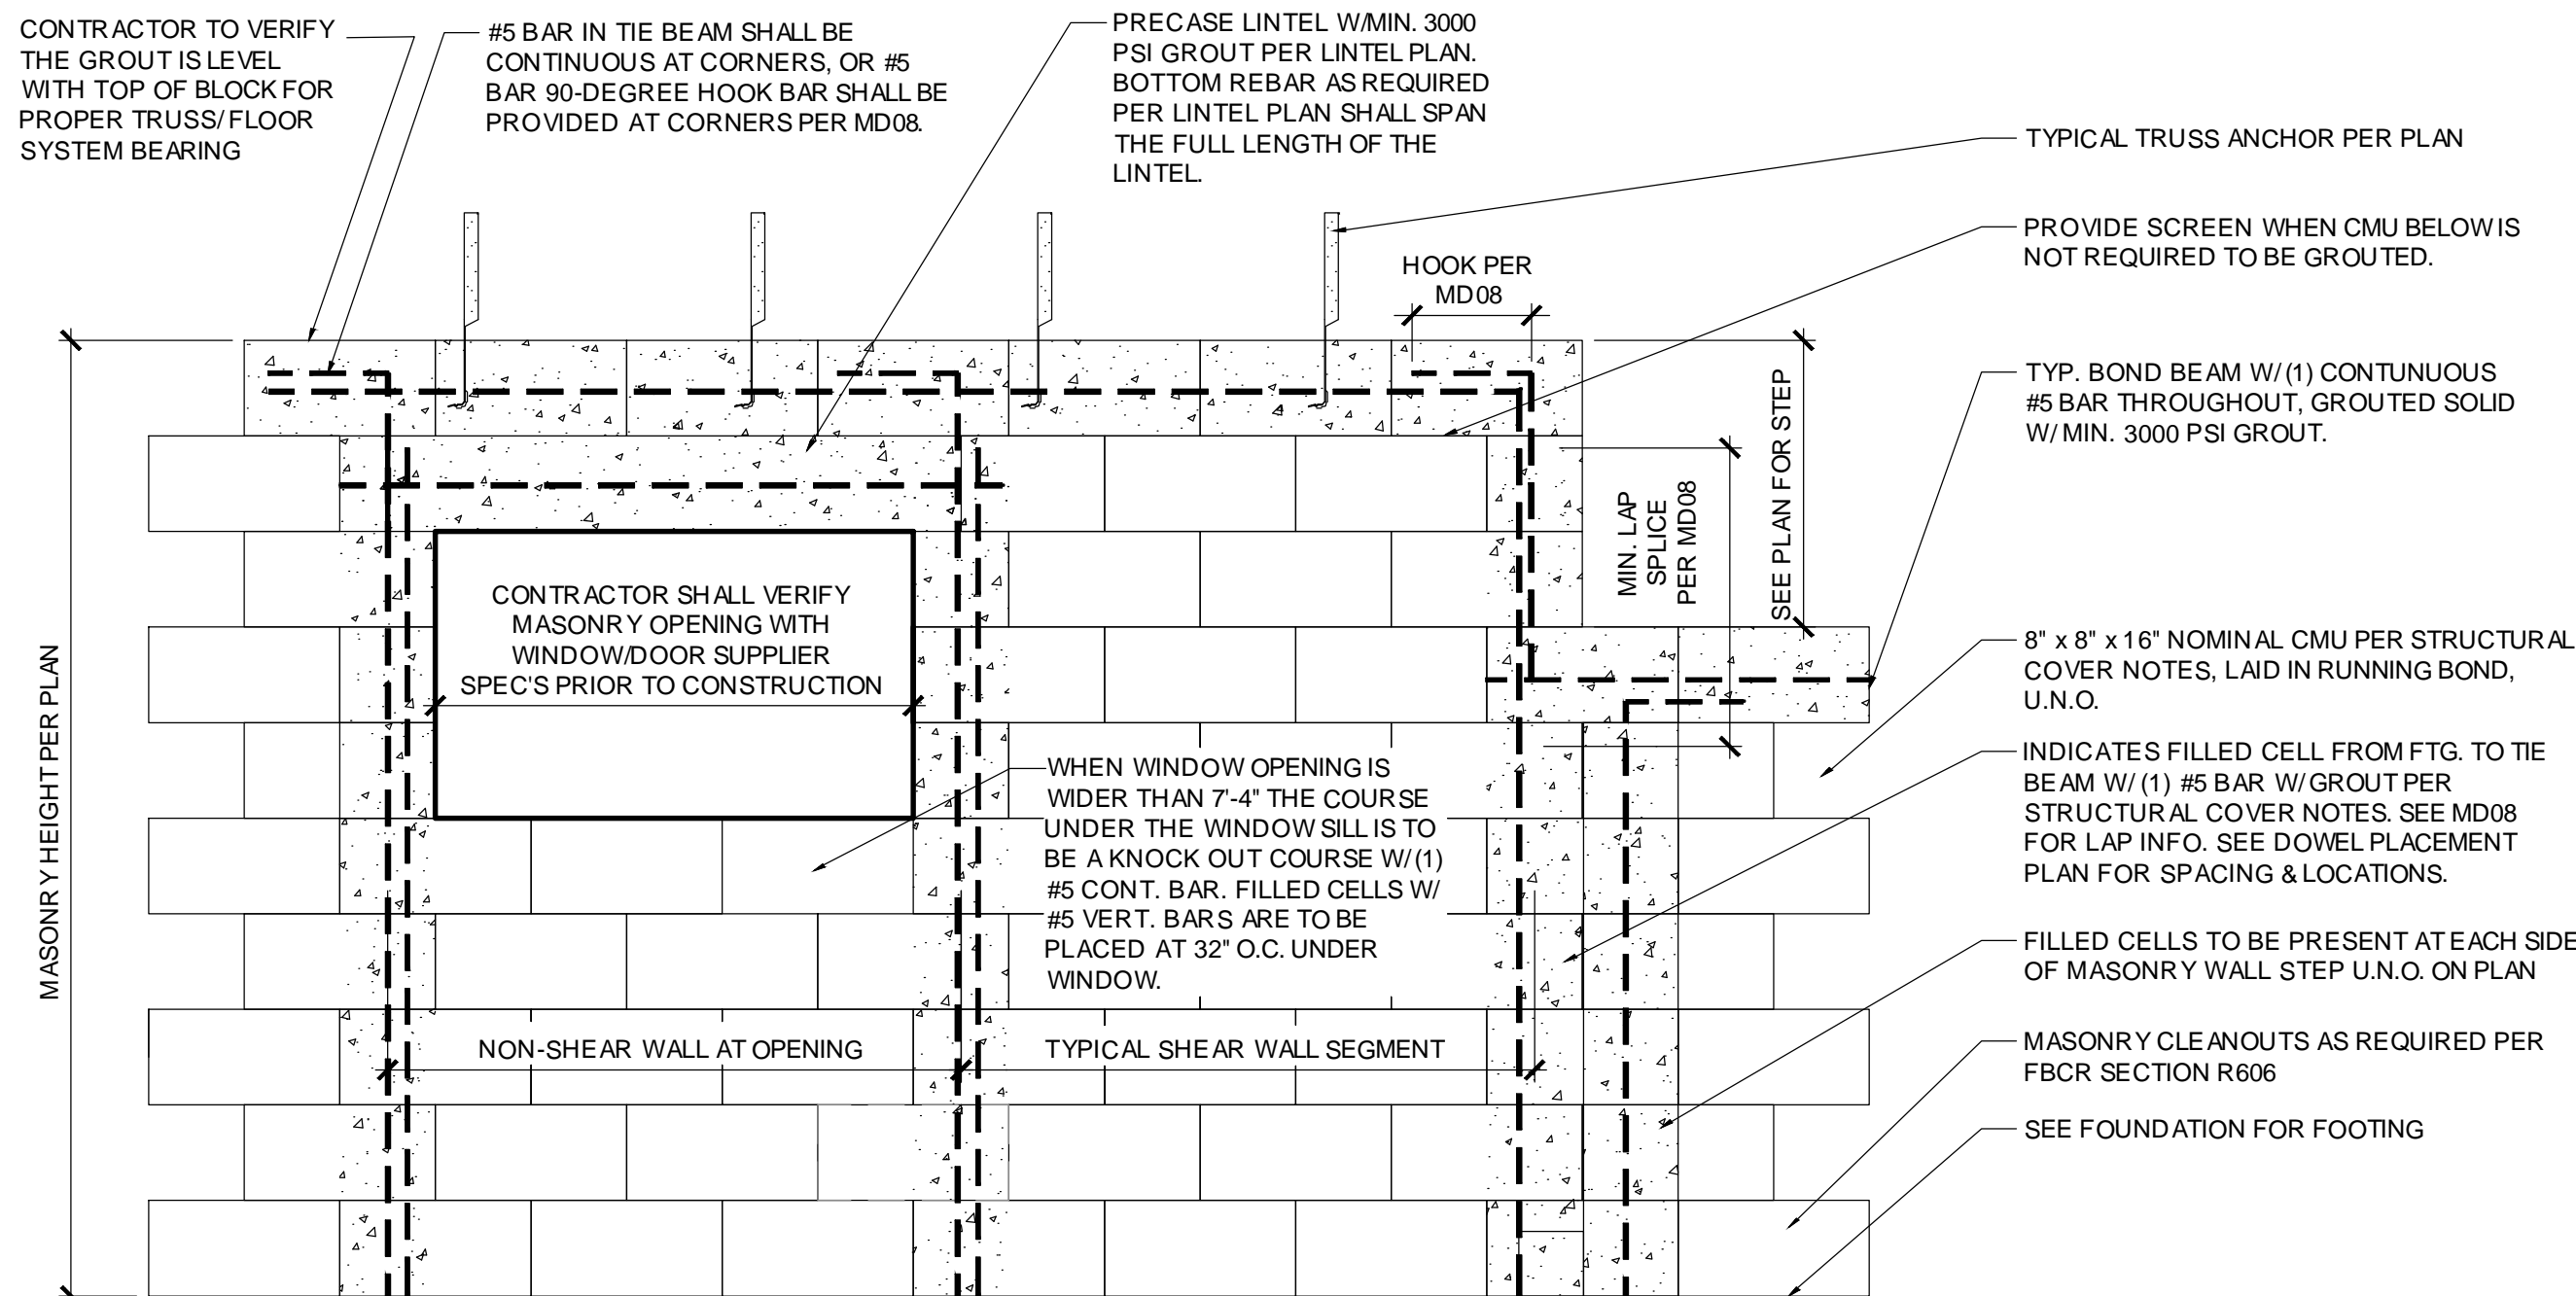 CONTRACTOR TO VERIFY
THE GROUT IS LEVEL
WITH TOP OF BLOCK FOR
PROPER TRUSS/FLOOR
SYSTEM BEARING
#5 BAR IN TIE BEAM SHALL BE
CONTINUOUS AT CORNERS, OR #5
BAR 90-DEGREE HOOK BAR SHALL BE
PROVIDED AT CORNERS PER MD08.
PRECASE LINTEL W/MIN. 3000
PSI GROUT PER LINTEL PLAN.
BOTTOM REBAR AS REQUIRED
PER LINTEL PLAN SHALL SPAN
THE FULL LENGTH OF THE
LINTEL.
TYPICAL TRUSS ANCHOR PER PLAN
PROVIDE SCREEN WHEN CMU BELOW IS
NOT REQUIRED TO BE GROUTED.
HOOK PER
MD08
TYP. BOND BEAM W/ (1) CONTUNUOUS
#5 BAR THROUGHOUT, GROUTED SOLID
W/ MIN. 3000 PSI GROUT.
SEE PLAN FOR STEP
MIN. LAP
SPLICE
PER MD08
CONTRACTOR SHALL VERIFY
MASONRY OPENING WITH
WINDOW/DOOR SUPPLIER
SPEC'S PRIOR TO CONSTRUCTION
MASONRY HEIGHT PER PLAN
8" x 8" x 16" NOMINAL CMU PER STRUCTURAL
COVER NOTES, LAID IN RUNNING BOND,
U.N.O.
WHEN WINDOW OPENING IS
WIDER THAN 7'-4" THE COURSE
UNDER THE WINDOW SILL IS TO
BE A KNOCK OUT COURSE W/ (1)
#5 CONT. BAR. FILLED CELLS W/
#5 VERT. BARS ARE TO BE
PLACED AT 32" O.C. UNDER
WINDOW.
INDICATES FILLED CELL FROM FTG. TO TIE
BEAM W/ (1) #5 BAR W/ GROUT PER
STRUCTURAL COVER NOTES. SEE MD08
FOR LAP INFO. SEE DOWEL PLACEMENT
PLAN FOR SPACING & LOCATIONS.
FILLED CELLS TO BE PRESENT AT EACH SIDE
OF MASONRY WALL STEP U.N.O. ON PLAN
NON-SHEAR WALL AT OPENING
TYPICAL SHEAR WALL SEGMENT
MASONRY CLEANOUTS AS REQUIRED PER
FBCR SECTION R606
SEE FOUNDATION FOR FOOTING